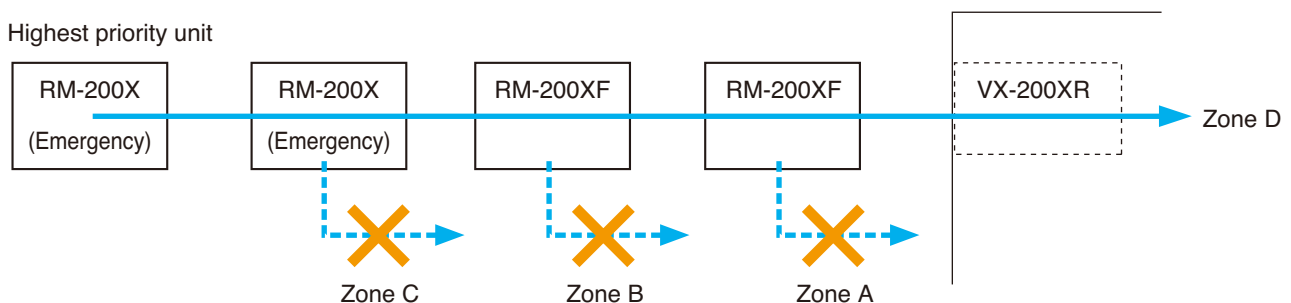 Highest priority unit
RM-200X
(Emergency)
RM-200X
(Emergency)
RM-200XF
RM-200XF
VX-200XR
Zone D
Zone C
Zone B
Zone A